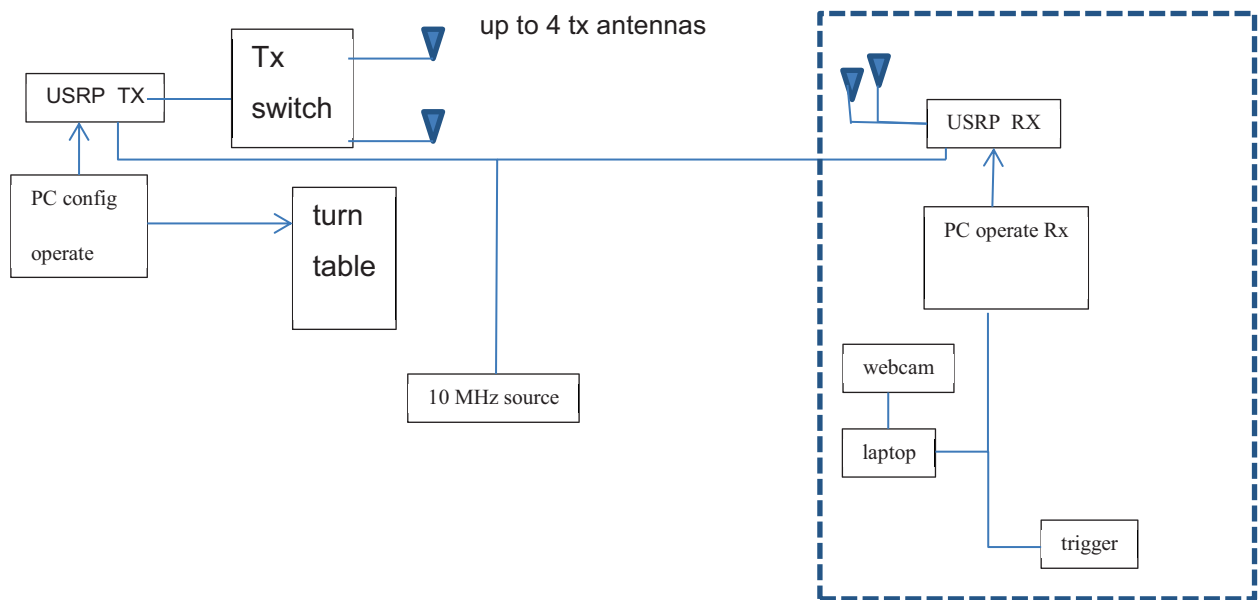 up to 4 tx antennas
Tx
switch
USRP TX
USRP RX
PC config
operate
turn
table
PC operate Rx
webcam
10 MHz source
laptop
trigger